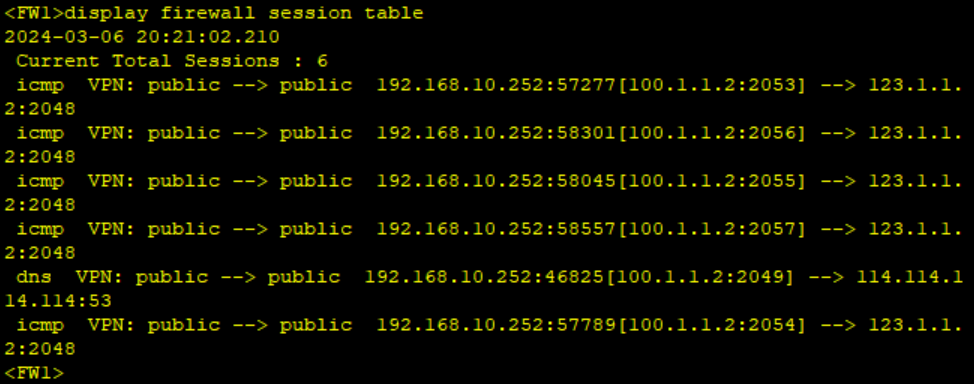 <FW1>display firewall session table
2024-03-06 20:21:02.210
 Current Total Sessions : 6
 icmp  VPN: public --> public  192.168.10.252:57277[100.1.1.2:2053] --> 123.1.1.
2:2048
 icmp  VPN: public --> public  192.168.10.252:58301[100.1.1.2:2056] --> 123.1.1.
2:2048
 icmp  VPN: public --> public  192.168.10.252:58045[100.1.1.2:2055] --> 123.1.1.
2:2048
 icmp  VPN: public --> public  192.168.10.252:58557[100.1.1.2:2057] --> 123.1.1.
2:2048
 dns  VPN: public --> public  192.168.10.252:46825[100.1.1.2:2049] --> 114.114.1
14.114:53
 icmp  VPN: public --> public  192.168.10.252:57789[100.1.1.2:2054] --> 123.1.1.
2:2048
<FW1>